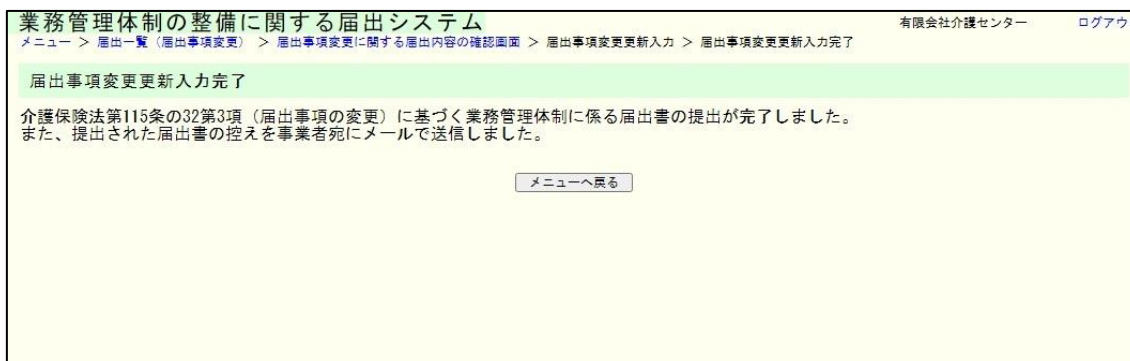 業務管理体制の整備に関する届出システム
有限会社介護センター ログアウ
メニュー > 届出一覧（届出事項変更） > 届出事項変更に関する届出内容の確認画面 > 届出事項変更更新入力 > 届出事項変更更新入力完了
届出事項変更更新入力完了
介護保険法第115条の32第3項（届出事項の変更）に基づく業務管理体制に係る届出書の提出が完了しました。
また、提出された届出書の控えを事業者宛にメールで送信しました。
メニューへ戻る